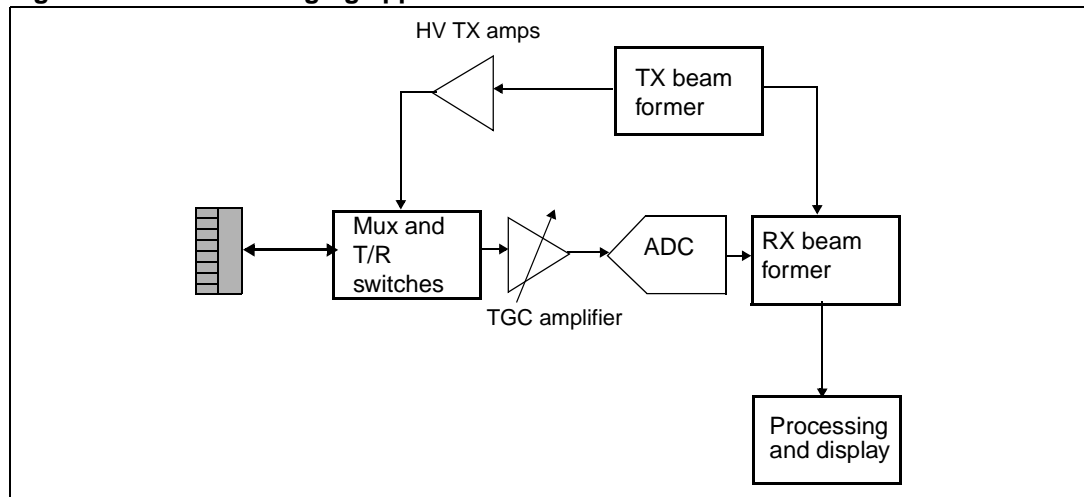 HV TX amps
TX beam
former
Mux and
T/R
switches
ADC
RX beam
former
TGC amplifier
Processing
and display